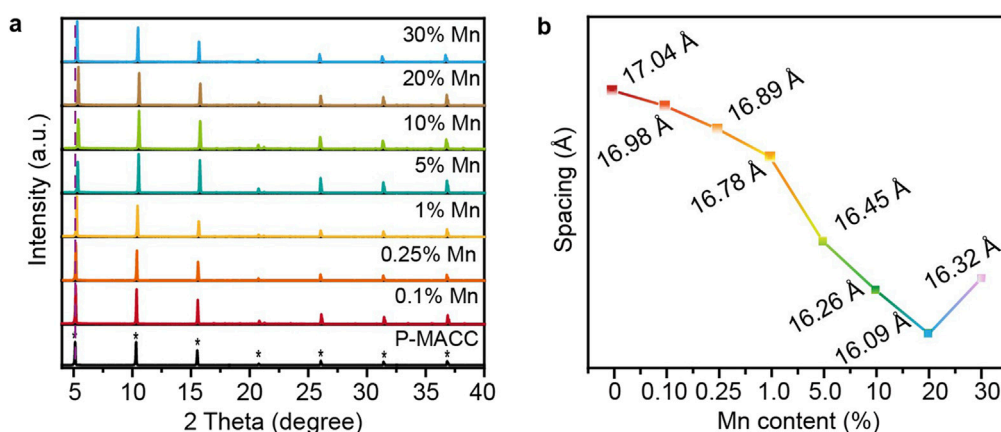 a
Intensity (a.u.)
30% Mn
20% Mn
10% Mn
5% Mn
1% Mn
0.25% Mn
0.1% Mn
P-MACC
* * * * * * *
5 10 15 20 25 30 35 40
2 Theta (degree)
b
Spacing (Å)
17.04 Å
16.98 Å
16.89 Å
16.78 Å
16.45 Å
16.26 Å
16.09 Å
16.32 Å
0 0.10 0.25 1.0 5.0 10 20 30
Mn content (%)